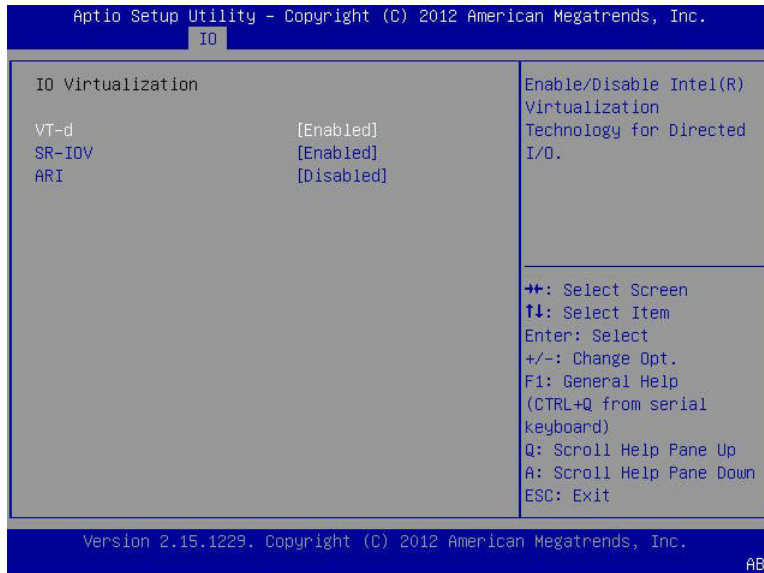 Aptio Setup Utility – Copyright (C) 2012 American Megatrends, Inc.
IO
IO Virtualization
VT-d [Enabled]
SR-IOV [Enabled]
ARI [Disabled]
Enable/Disable Intel(R)
Virtualization
Technology for Directed
I/O.
→←: Select Screen
↑↓: Select Item
Enter: Select
+/-: Change Opt.
F1: General Help
(CTRL+Q from serial
keyboard)
Q: Scroll Help Pane Up
A: Scroll Help Pane Down
ESC: Exit
Version 2.15.1229. Copyright (C) 2012 American Megatrends, Inc.
AB